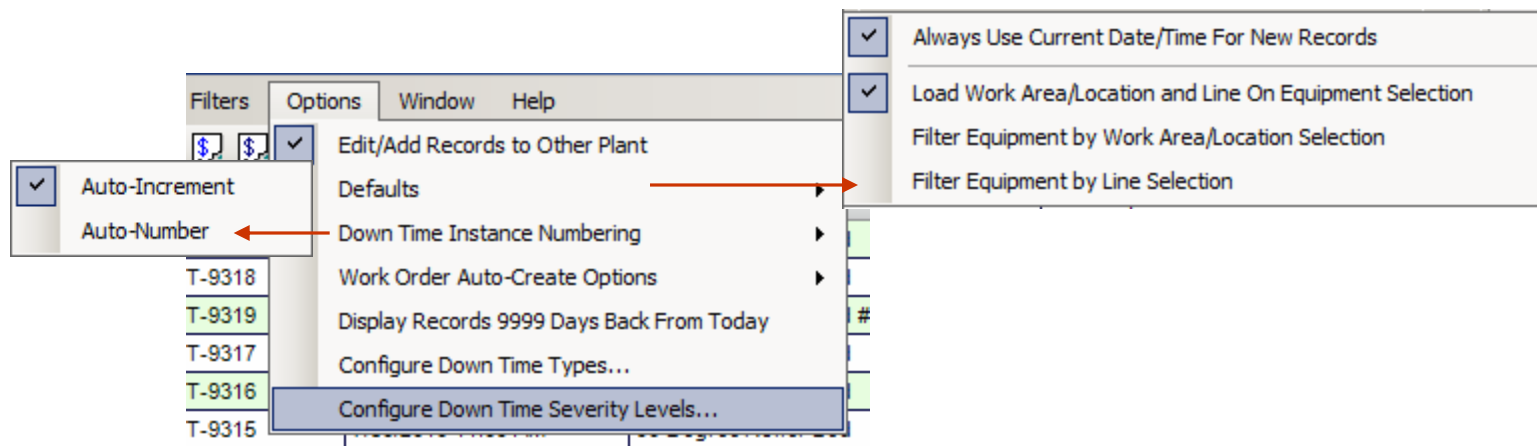 Always Use Current Date/Time For New Records
Load Work Area/Location and Line On Equipment Selection
Filter Equipment by Work Area/Location Selection
Filter Equipment by Line Selection
Filters Options Window Help
Edit/Add Records to Other Plant
Defaults
Down Time Instance Numbering
Work Order Auto-Create Options
Display Records 9999 Days Back From Today
Configure Down Time Types...
Configure Down Time Severity Levels...
Auto-Increment
Auto-Number
T-9318
T-9319 #
T-9317
T-9316
T-9315